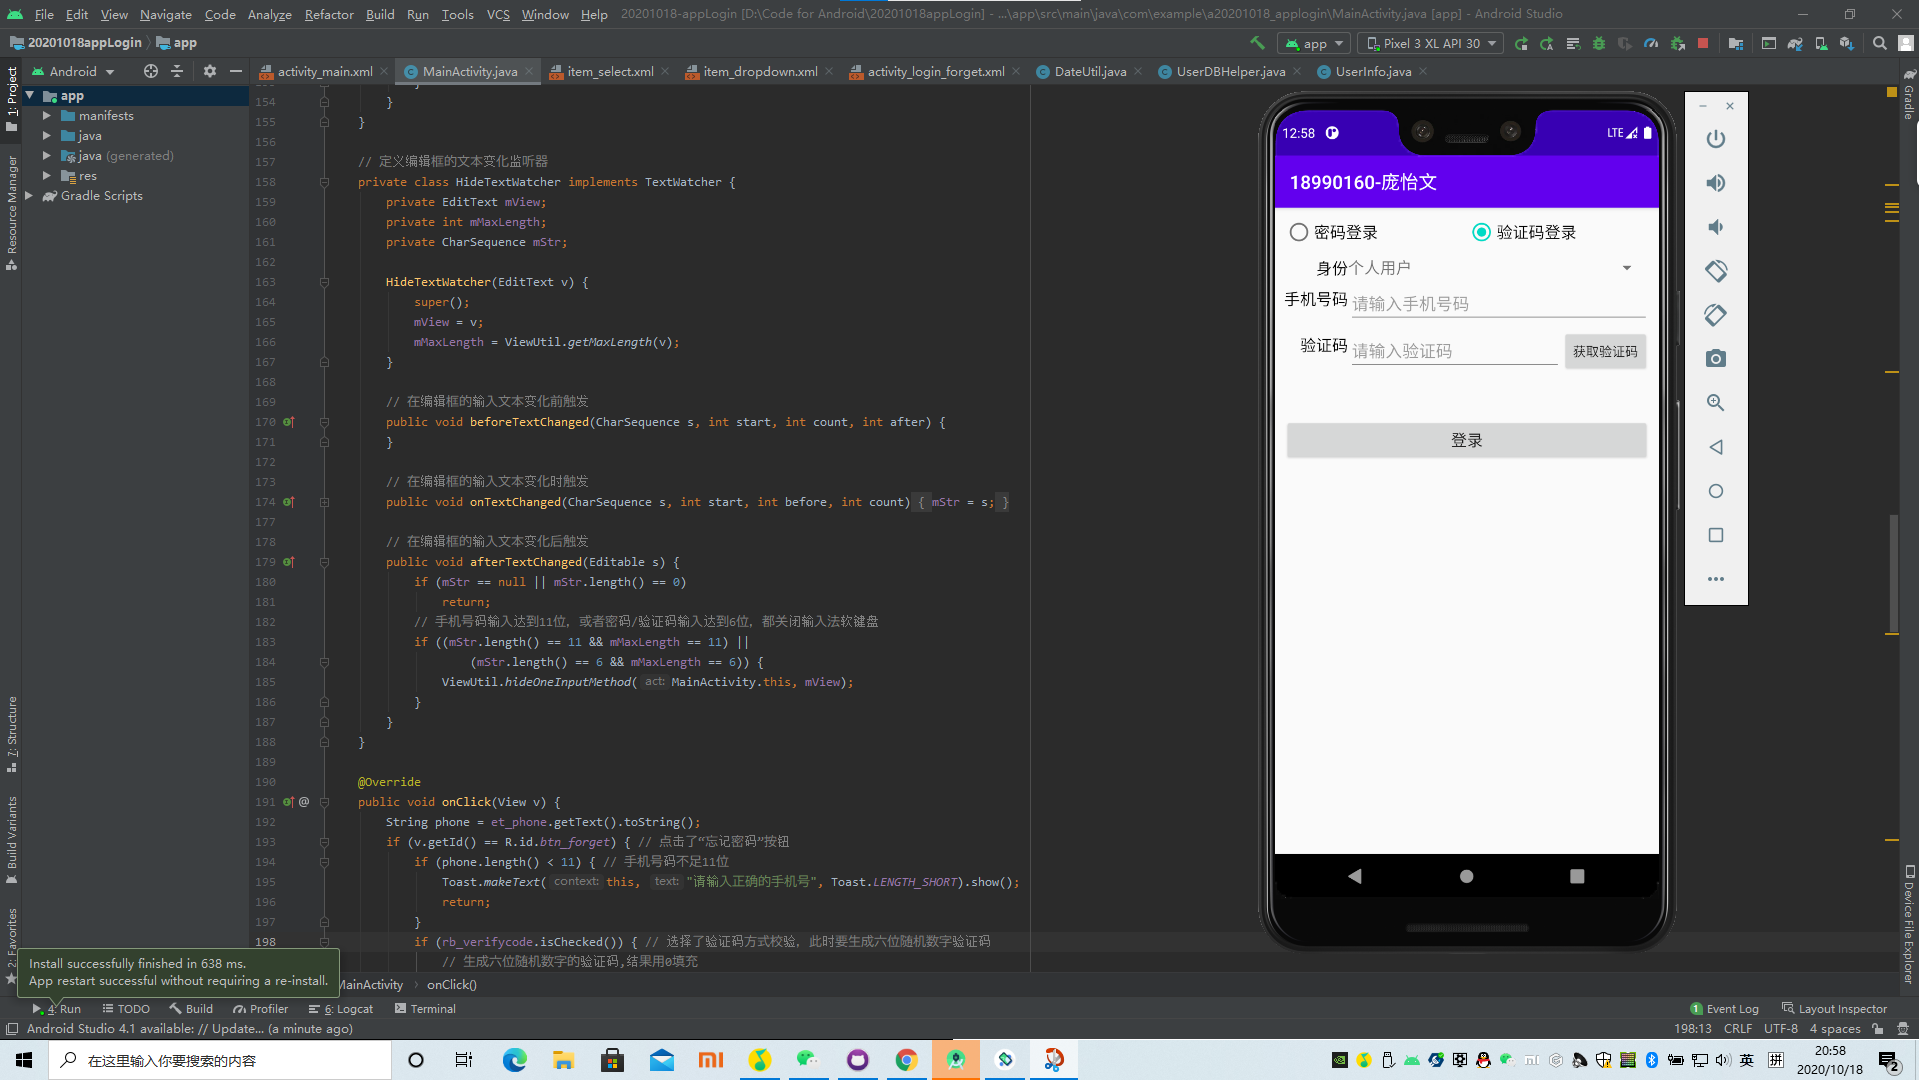 File Edit View Navigate Code Analyze Refactor Build Run Tools VCS Window Help 20201018-appLogin [D:\Code for Android\20201018appLogin] - ...\app\src\main\java\com\example\a20201018_applogin\MainActivity.java [app] - Android Studio
20201018appLogin app
app Pixel 3 XL API 30
Android
activity_main.xml MainActivity.java item_select.xml item_dropdown.xml activity_login_forget.xml DateUtil.java UserDBHelper.java UserInfo.java
1: Project
Resource Manager
7: Structure
Build Variants
2: Favorites
app
manifests
java
java (generated)
res
Gradle Scripts
154 }
155 }
156
157 // 定义编辑框的文本变化监听器
158 private class HideTextWatcher implements TextWatcher {
159 private EditText mView;
160 private int mMaxLength;
161 private CharSequence mStr;
162
163 HideTextWatcher(EditText v) {
164 super();
165 mView = v;
166 mMaxLength = ViewUtil.getMaxLength(v);
167 }
168
169 // 在编辑框的输入文本变化前触发
170 public void beforeTextChanged(CharSequence s, int start, int count, int after) {
171 }
172
173 // 在编辑框的输入文本变化时触发
174 public void onTextChanged(CharSequence s, int start, int before, int count) { mStr = s; }
177
178 // 在编辑框的输入文本变化后触发
179 public void afterTextChanged(Editable s) {
180 if (mStr == null || mStr.length() == 0)
181 return;
182 // 手机号码输入达到11位，或者密码/验证码输入达到6位，都关闭输入法软键盘
183 if ((mStr.length() == 11 && mMaxLength == 11) ||
184 (mStr.length() == 6 && mMaxLength == 6)) {
185 ViewUtil.hideOneInputMethod( act: MainActivity.this, mView);
186 }
187 }
188 }
189
190 @Override
191 @ public void onClick(View v) {
192 String phone = et_phone.getText().toString();
193 if (v.getId() == R.id.btn_forget) { // 点击了“忘记密码”按钮
194 if (phone.length() < 11) { // 手机号码不足11位
195 Toast.makeText( context: this, text: "请输入正确的手机号", Toast.LENGTH_SHORT).show();
196 return;
197 }
198 if (rb_verifycode.isChecked()) { // 选择了验证码方式校验，此时要生成六位随机数字验证码
// 生成六位随机数字的验证码,结果用0填充
MainActivity › onClick()
12:58 LTE
18990160-庞怡文
密码登录 验证码登录
身份 个人用户
手机号码 请输入手机号码
验证码 请输入验证码 获取验证码
登录
Gradle
Device File Explorer
Install successfully finished in 638 ms.
App restart successful without requiring a re-install.
4: Run TODO Build Profiler 6: Logcat Terminal 1 Event Log Layout Inspector
Android Studio 4.1 available: // Update... (a minute ago) 198:13 CRLF UTF-8 4 spaces
在这里输入你要搜索的内容
英 拼
20:58
2020/10/18
2